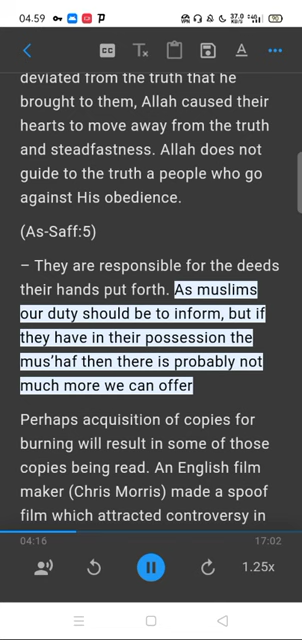 04.59
37.0
CC
deviated from the truth that he
brought to them, Allah caused their
hearts to move away from the truth
and steadfastness. Allah does not
guide to the truth a people who go
against His obedience.
(As-Saff:5)
– They are responsible for the deeds
their hands put forth. As muslims
our duty should be to inform, but if
they have in their possession the
mus’haf then there is probably not
much more we can offer
Perhaps acquisition of copies for
burning will result in some of those
copies being read. An English film
maker (Chris Morris) made a spoof
film which attracted controversy in
04:16 17:02
1.25x